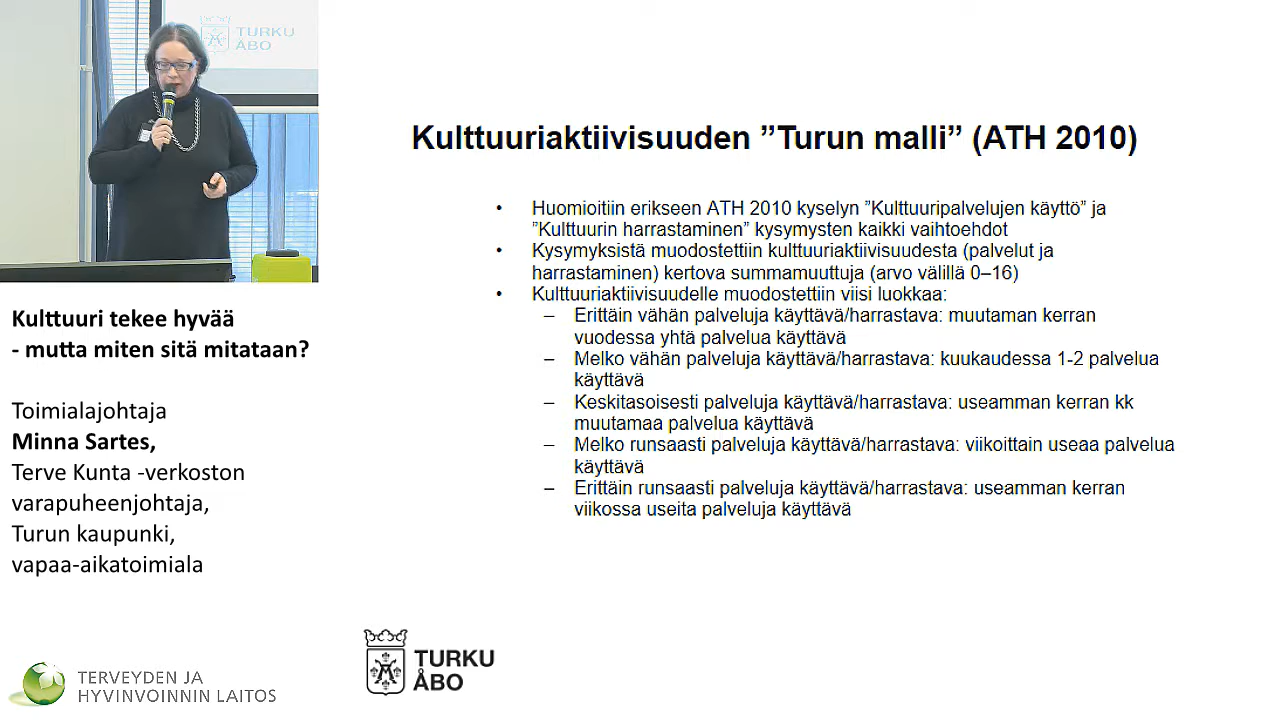 TURKU
ÅBO
Kulttuuriaktiivisuuden ”Turun malli” (ATH 2010)
• Huomioitiin erikseen ATH 2010 kyselyn ”Kulttuuripalvelujen käyttö” ja
”Kulttuurin harrastaminen” kysymysten kaikki vaihtoehdot
• Kysymyksistä muodostettiin kulttuuriaktiivisuudesta (palvelut ja
harrastaminen) kertova summamuuttuja (arvo välillä 0–16)
• Kulttuuriaktiivisuudelle muodostettiin viisi luokkaa:
– Erittäin vähän palveluja käyttävä/harrastava: muutaman kerran
vuodessa yhtä palvelua käyttävä
– Melko vähän palveluja käyttävä/harrastava: kuukaudessa 1-2 palvelua
käyttävä
– Keskitasoisesti palveluja käyttävä/harrastava: useamman kerran kk
muutamaa palvelua käyttävä
– Melko runsaasti palveluja käyttävä/harrastava: viikoittain useaa palvelua
käyttävä
– Erittäin runsaasti palveluja käyttävä/harrastava: useamman kerran
viikossa useita palveluja käyttävä
Kulttuuri tekee hyvää
- mutta miten sitä mitataan?
Toimialajohtaja
Minna Sartes,
Terve Kunta -verkoston
varapuheenjohtaja,
Turun kaupunki,
vapaa-aikatoimiala
TERVEYDEN JA
HYVINVOINNIN LAITOS
TURKU
ÅBO